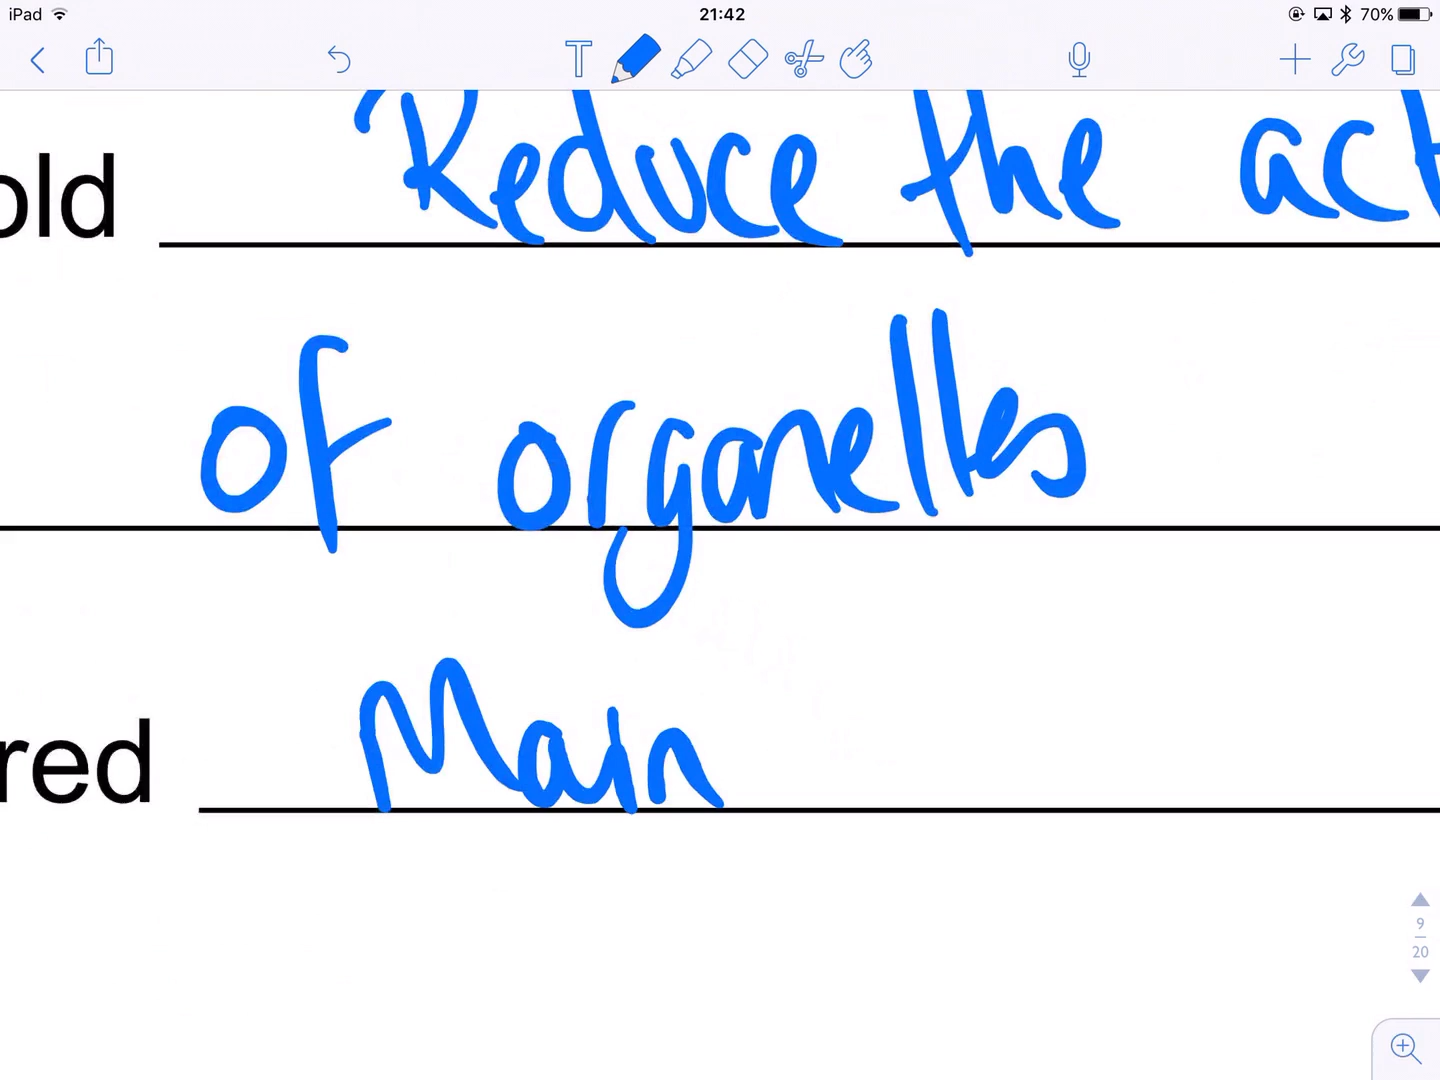 iPad 21:42 70%
T
old Reduce the act
of organelles
red Main
9
20